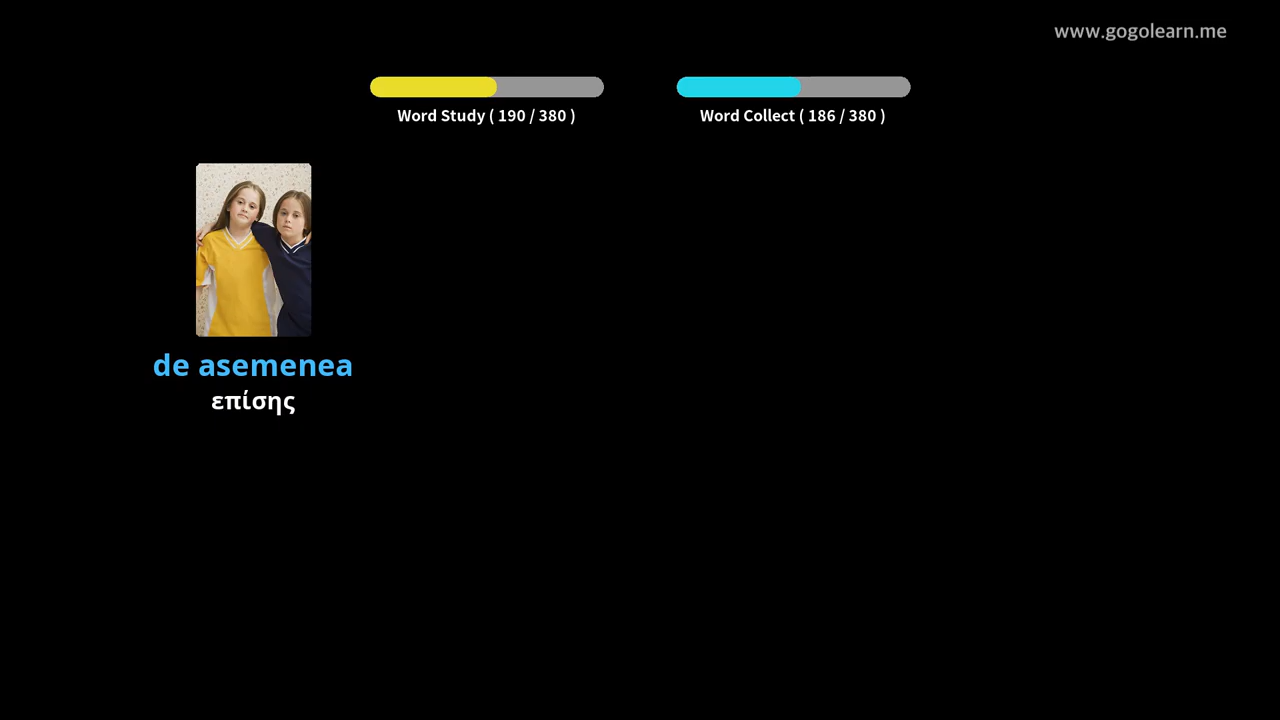 www.gogolearn.me
Word Study ( 190 / 380 )
Word Collect ( 186 / 380 )
de asemenea
επίσης